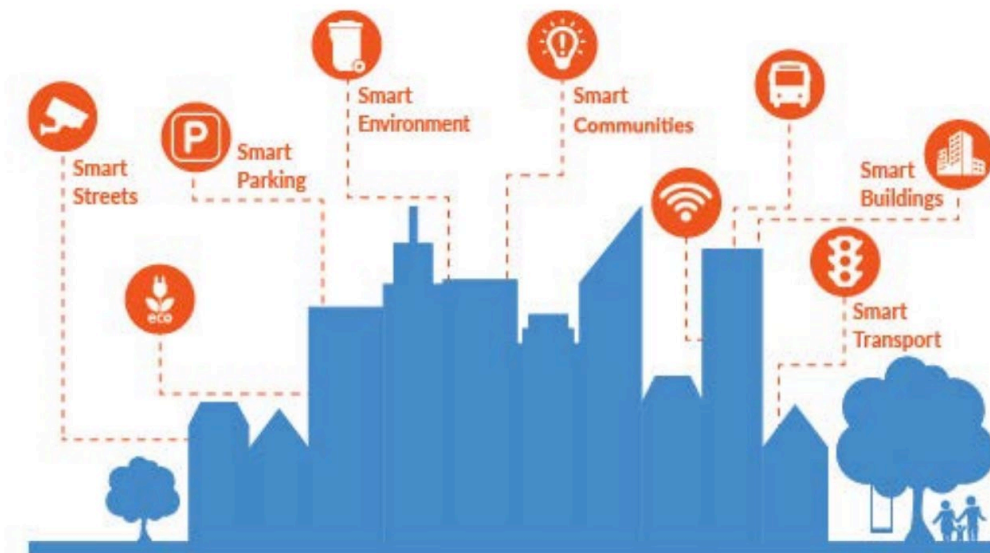 Smart
Environment
Smart
Communities
Smart
Streets
P
Smart
Parking
Smart
Buildings
eco
Smart
Transport